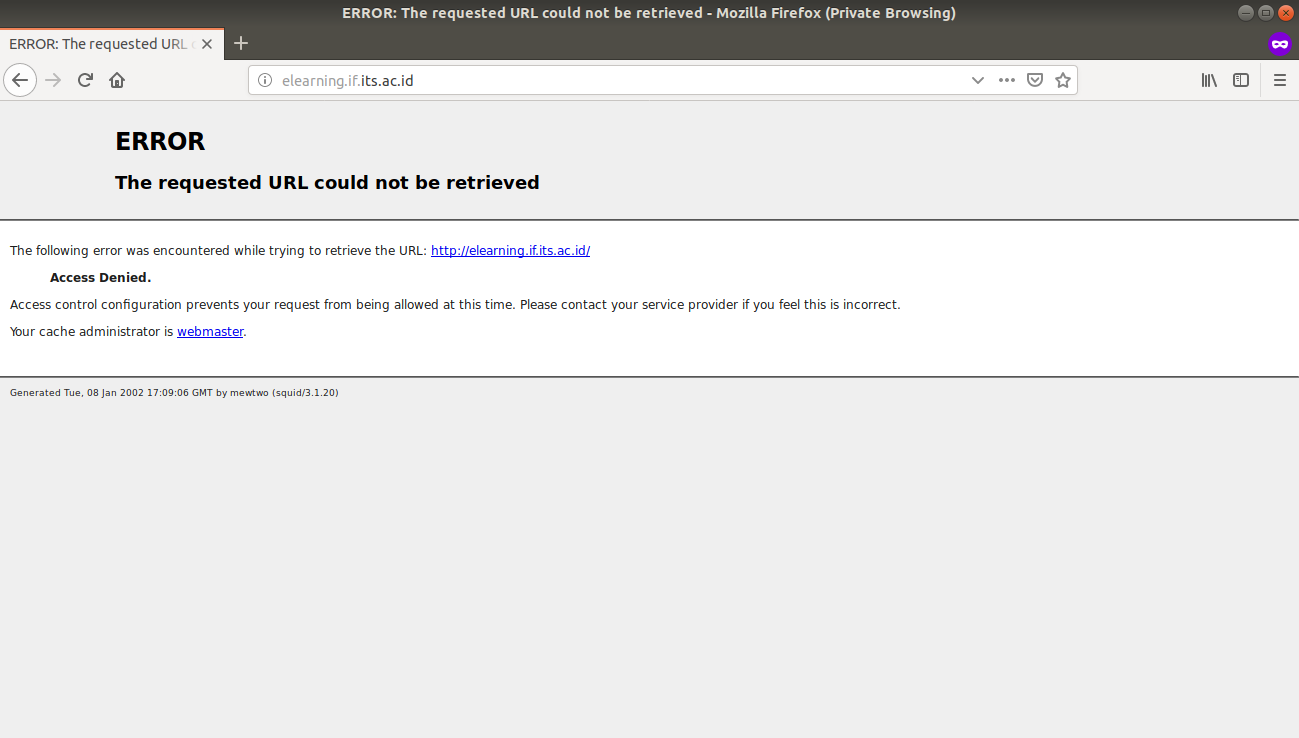 ERROR: The requested URL could not be retrieved - Mozilla Firefox (Private Browsing)
ERROR: The requested URL
elearning.if.its.ac.id
ERROR
The requested URL could not be retrieved
The following error was encountered while trying to retrieve the URL: http://elearning.if.its.ac.id/
Access Denied.
Access control configuration prevents your request from being allowed at this time. Please contact your service provider if you feel this is incorrect.
Your cache administrator is webmaster.
Generated Tue, 08 Jan 2002 17:09:06 GMT by mewtwo (squid/3.1.20)